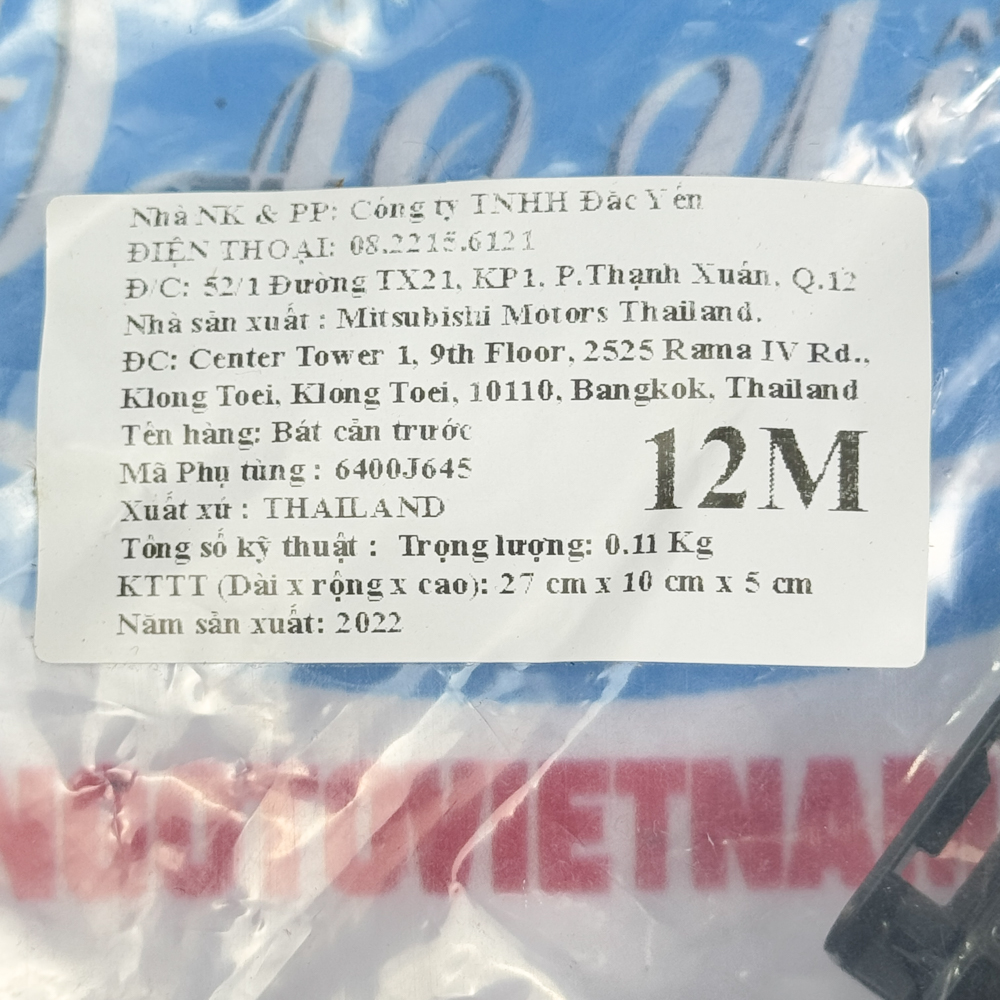 Nhà NK & PP: Công ty TNHH Đăc Yến
ĐIỆN THOẠI: 08.2215.6121
Đ/C: 52/1 Đường TX21, KP1, P.Thạnh Xuân, Q.12
Nhà sản xuất : Mitsubishi Motors Thailand.
ĐC: Center Tower 1, 9th Floor, 2525 Rama IV Rd.,
Klong Toei, Klong Toei, 10110, Bangkok, Thailand
Tên hàng: Bát cản trước
Mã Phụ tùng : 6400J645
12M
Xuất xứ : THAILAND
Tông số kỹ thuật : Trọng lượng: 0.11 Kg
KTTT (Dài x rộng x cao): 27 cm x 10 cm x 5 cm
Năm sản xuất: 2022